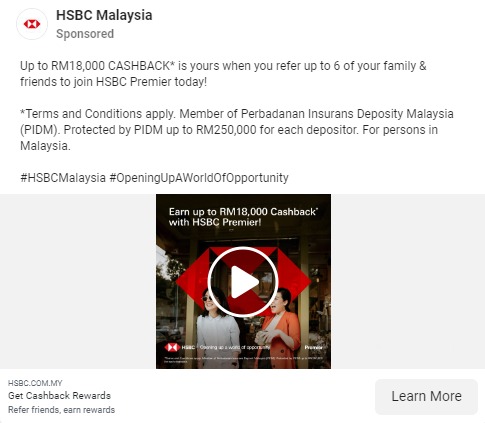 HSBC Malaysia
Sponsored
Up to RM18,000 CASHBACK* is yours when you refer up to 6 of your family &
friends to join HSBC Premier today!
*Terms and Conditions apply. Member of Perbadanan Insurans Deposity Malaysia
(PIDM). Protected by PIDM up to RM250,000 for each depositor. For persons in
Malaysia.
#HSBCMalaysia #OpeningUpAWorldOfOpportunity
Earn up to RM18,000 Cashback*
with HSBC Premier!
HSBC Opening up a world of opportunity Premier
HSBC.COM.MY
Get Cashback Rewards
Refer friends, earn rewards
Learn More